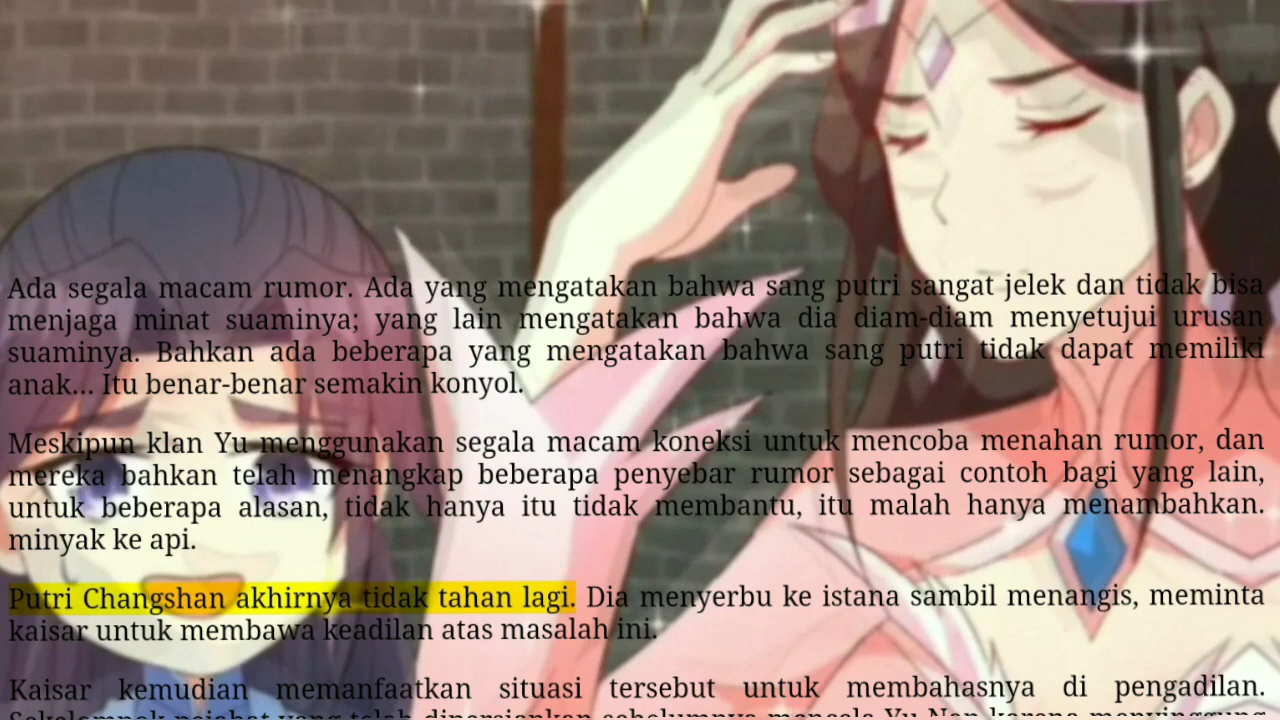 Ada segala macam rumor. Ada yang mengatakan bahwa sang putri sangat jelek dan tidak bisa
menjaga minat suaminya; yang lain mengatakan bahwa dia diam-diam menyetujui urusan
suaminya. Bahkan ada beberapa yang mengatakan bahwa sang putri tidak dapat memiliki
anak... Itu benar-benar semakin konyol.
Meskipun klan Yu menggunakan segala macam koneksi untuk mencoba menahan rumor, dan
mereka bahkan telah menangkap beberapa penyebar rumor sebagai contoh bagi yang lain,
untuk beberapa alasan, tidak hanya itu tidak membantu, itu malah hanya menambahkan.
minyak ke api.
Putri Changshan akhirnya tidak tahan lagi. Dia menyerbu ke istana sambil menangis, meminta
kaisar untuk membawa keadilan atas masalah ini.
Kaisar kemudian memanfaatkan situasi tersebut untuk membahasnya di pengadilan.